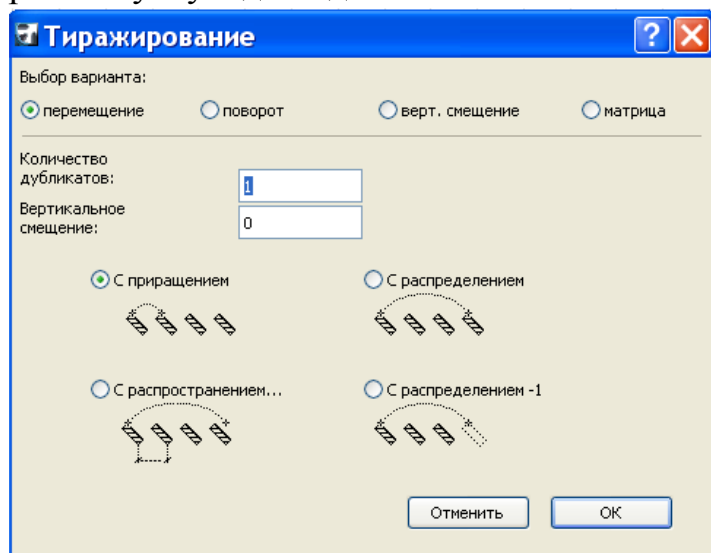 Тиражирование
Выбор варианта:
перемещение поворот верт. смещение матрица
Количество
дубликатов:
1
Вертикальное
смещение:
0
С приращением С распределением
С распространением... С распределением -1
Отменить ОК